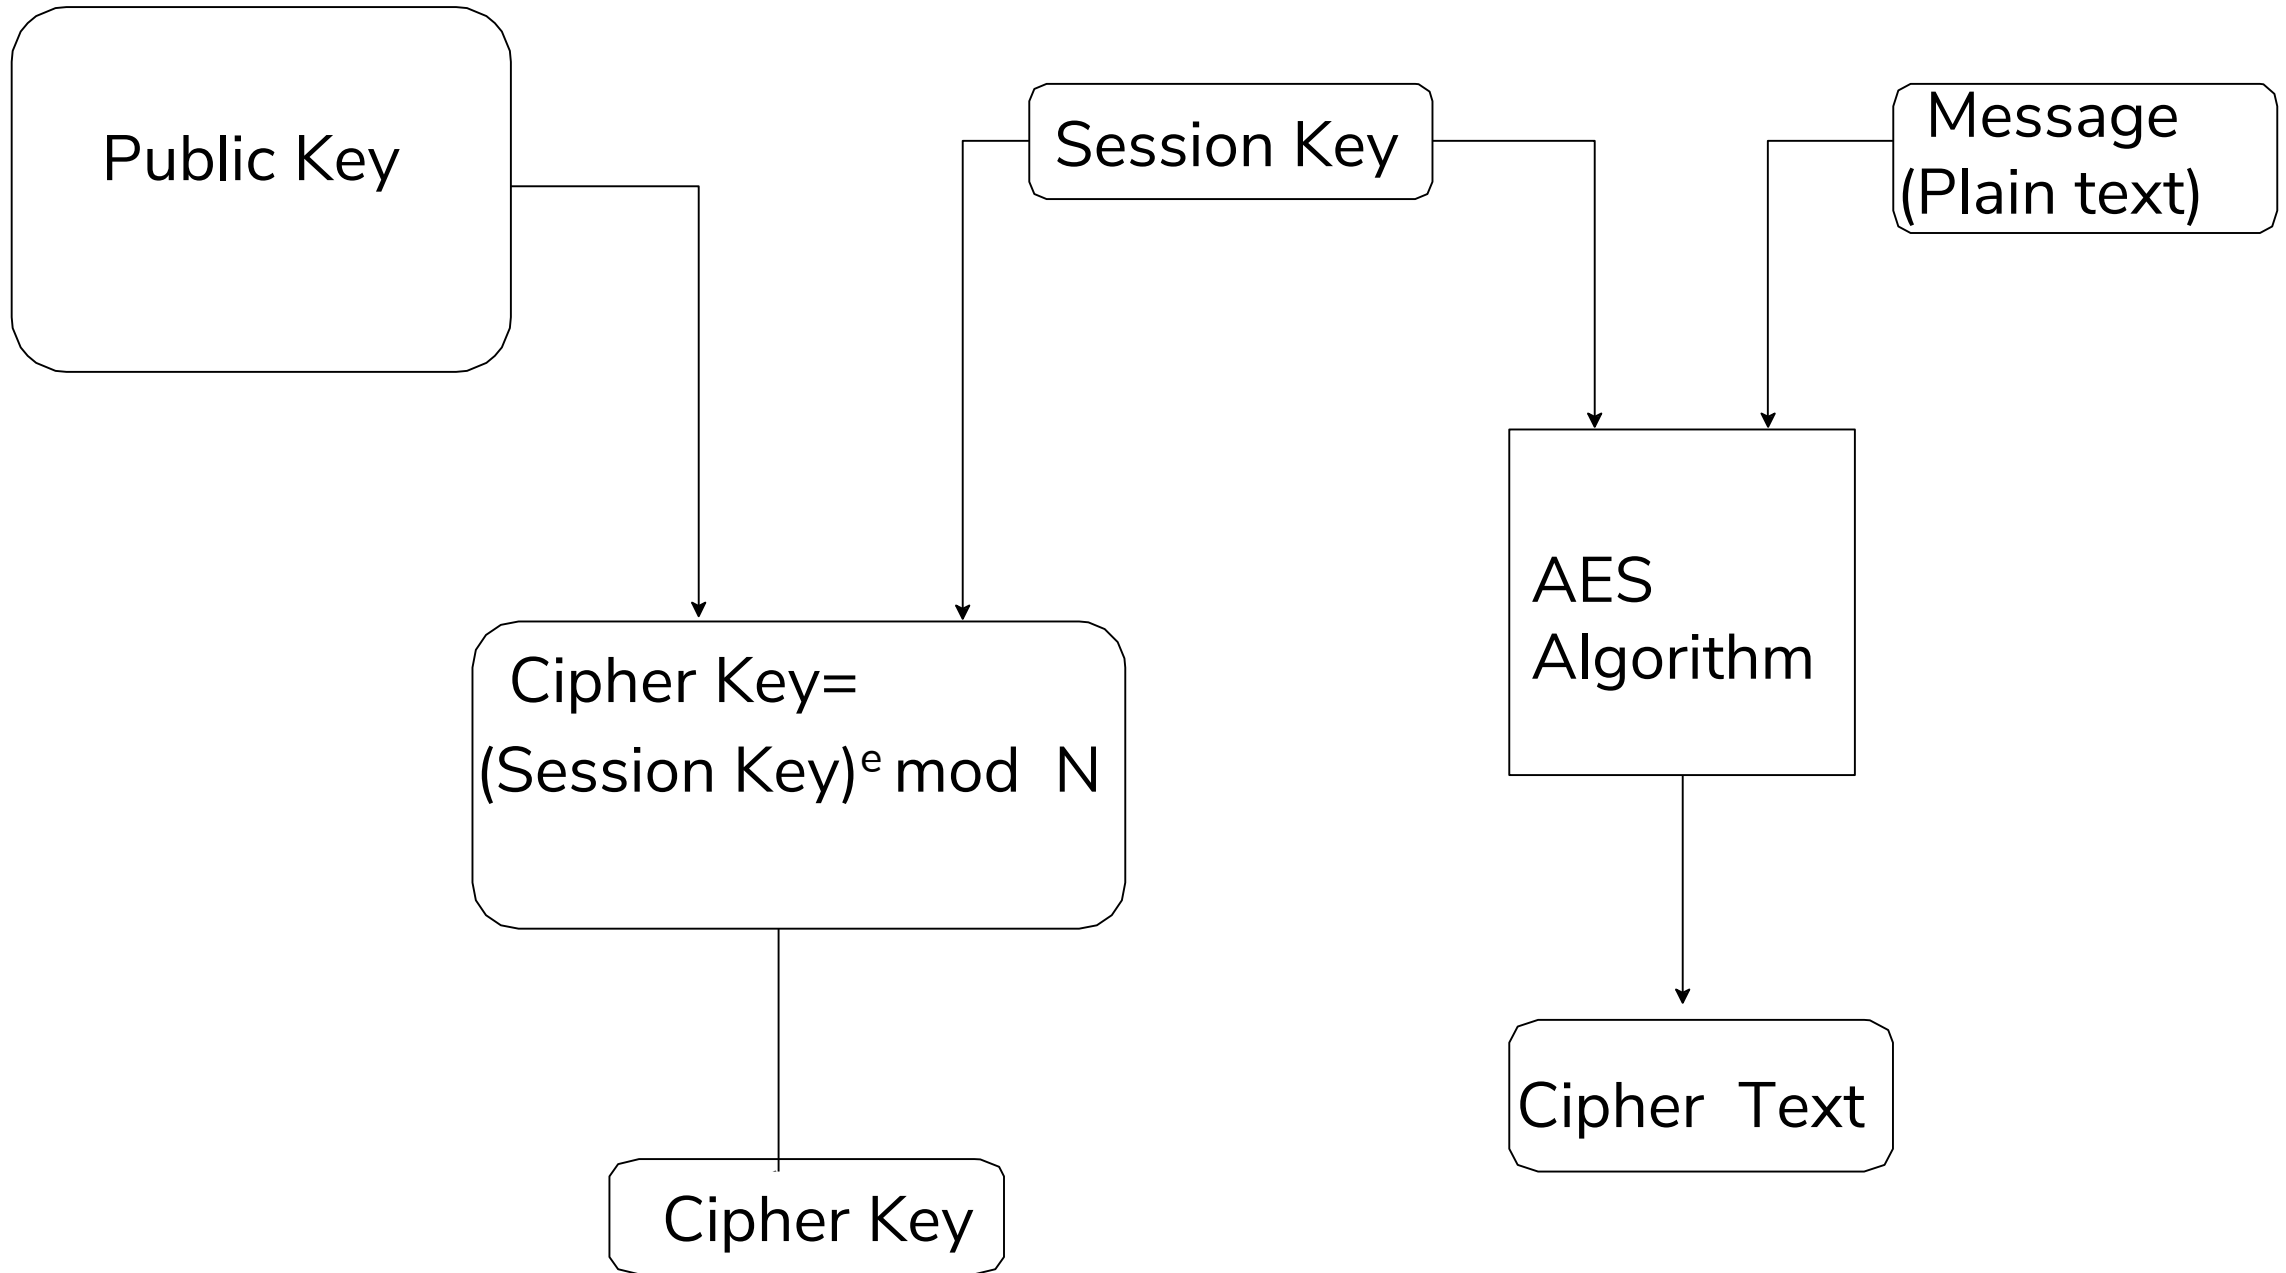 Public Key
Session Key
Message
(Plain text)
AES
Algorithm
Cipher Key=
(Session Key)ᵉ mod N
Cipher Text
Cipher Key